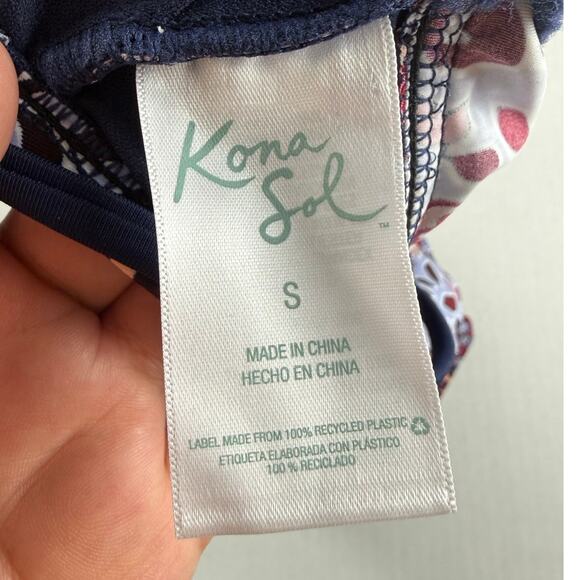 Kona
Sol™
S
MADE IN CHINA
HECHO EN CHINA
LABEL MADE FROM 100% RECYCLED PLASTIC
ETIQUETA ELABORADA CON PLÁSTICO
100% RECICLADO